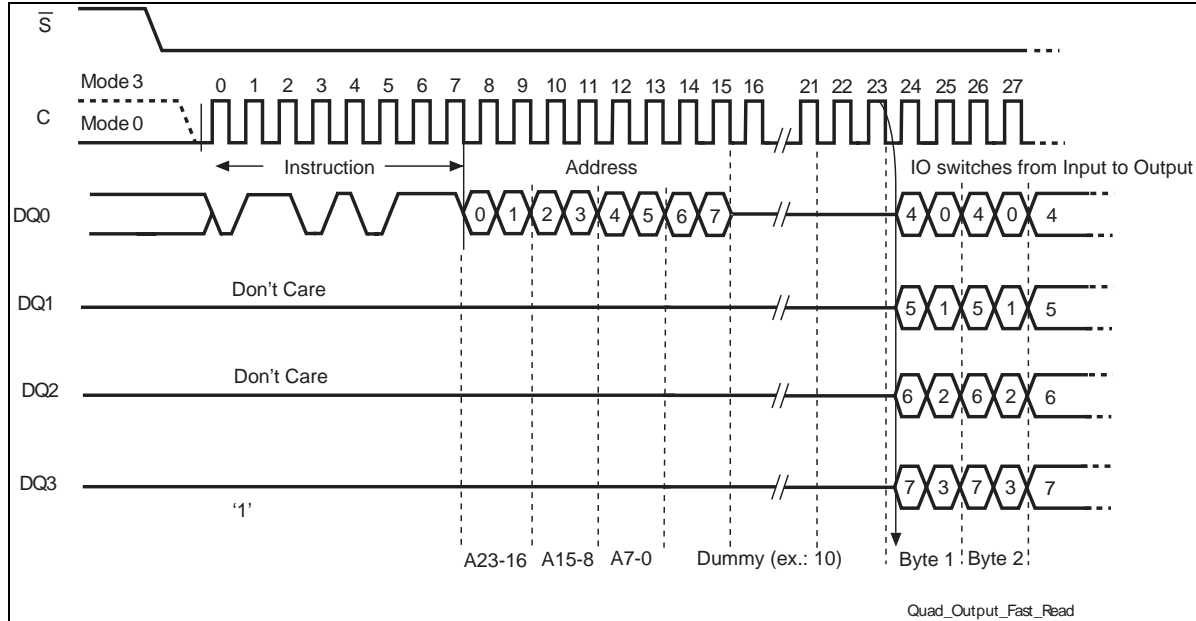 S
Mode 3
0 1 2 3 4 5 6 7 8 9 10 11 12 13 14 15 16 21 22 23 24 25 26 27
C
Mode 0
Instruction Address IO switches from Input to Output
DQ0 0 1 2 3 4 5 6 7 4 0 4 0 4
Don't Care
DQ1 5 1 5 1 5
Don't Care
DQ2 6 2 6 2 6
DQ3 7 3 7 3 7
‘1’
A23-16 A15-8 A7-0 Dummy (ex.: 10) Byte 1 Byte 2
Quad_Output_Fast_Read